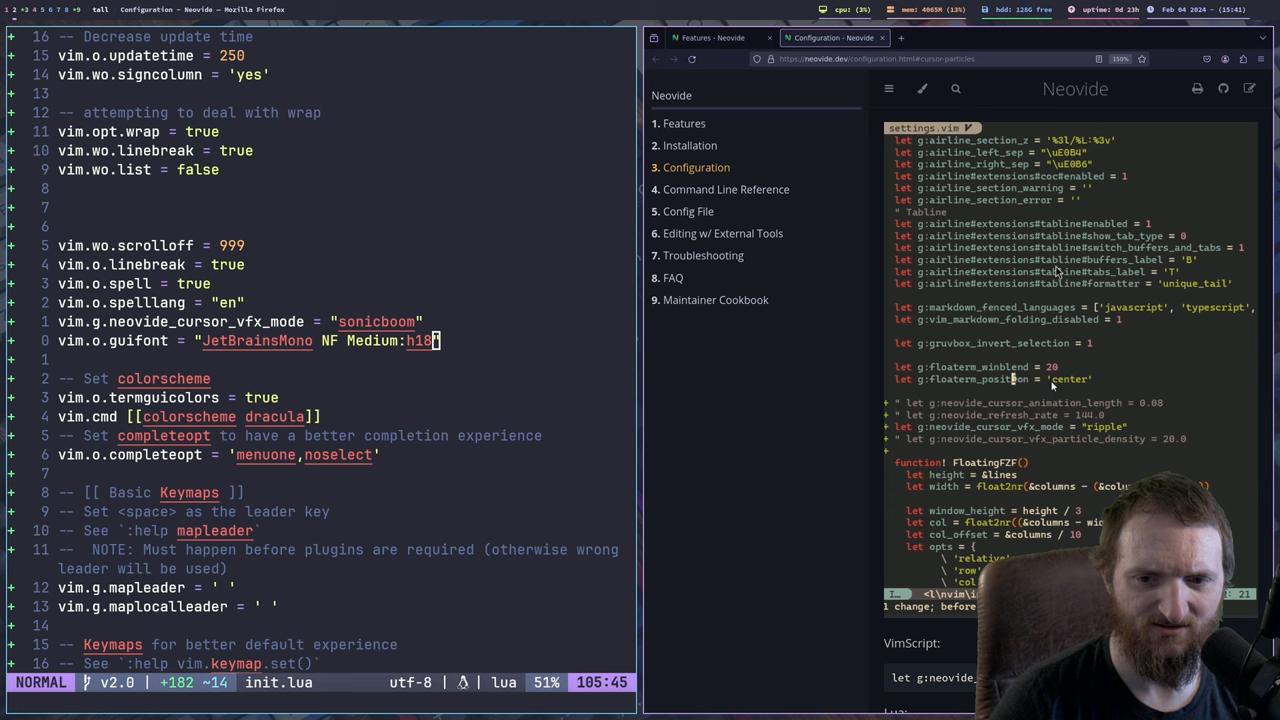 1 2 +3 4 5 6 7 8 +9 tall Configuration - Neovide — Mozilla Firefox
cpu: (3%) mem: 4065M (13%) hdd: 128G free uptime: 0d 23h Feb 04 2024 - (15:41)
+ 16 -- Decrease update time
+ 15 vim.o.updatetime = 250
+ 14 vim.wo.signcolumn = 'yes'
+ 13
+ 12 -- attempting to deal with wrap
+ 11 vim.opt.wrap = true
+ 10 vim.wo.linebreak = true
+ 9 vim.wo.list = false
+ 8
+ 7
+ 6
+ 5 vim.wo.scrolloff = 999
+ 4 vim.o.linebreak = true
+ 3 vim.o.spell = true
+ 2 vim.o.spelllang = "en"
+ 1 vim.g.neovide_cursor_vfx_mode = "sonicboom"
+ 0 vim.o.guifont = "JetBrainsMono NF Medium:h18"
+ 1
+ 2 -- Set colorscheme
+ 3 vim.o.termguicolors = true
+ 4 vim.cmd [[colorscheme dracula]]
+ 5 -- Set completeopt to have a better completion experience
+ 6 vim.o.completeopt = 'menuone,noselect'
+ 7
+ 8 -- [[ Basic Keymaps ]]
+ 9 -- Set <space> as the leader key
+ 10 -- See `:help mapleader`
+ 11 --  NOTE: Must happen before plugins are required (otherwise wrong
leader will be used)
+ 12 vim.g.mapleader = ' '
+ 13 vim.g.maplocalleader = ' '
+ 14
+ 15 -- Keymaps for better default experience
+ 16 -- See `:help vim.keymap.set()`
NORMAL v2.0 | +182 ~14 init.lua utf-8 | | lua 51% 105:45
Features - Neovide × Configuration - Neovide × +
https://neovide.dev/configuration.html#cursor-particles 150%
Neovide
1. Features
2. Installation
3. Configuration
4. Command Line Reference
5. Config File
6. Editing w/ External Tools
7. Troubleshooting
8. FAQ
9. Maintainer Cookbook
Neovide
settings.vim
let g:airline_section_z = '%3l/%L:%3v'
let g:airline_left_sep = "\uE0B4"
let g:airline_right_sep = "\uE0B6"
let g:airline#extensions#coc#enabled = 1
let g:airline_section_warning = ''
let g:airline_section_error = ''
" Tabline
let g:airline#extensions#tabline#enabled = 1
let g:airline#extensions#tabline#show_tab_type = 0
let g:airline#extensions#tabline#switch_buffers_and_tabs = 1
let g:airline#extensions#tabline#buffers_label = 'B'
let g:airline#extensions#tabline#tabs_label = 'T'
let g:airline#extensions#tabline#formatter = 'unique_tail'
let g:markdown_fenced_languages = ['javascript', 'typescript',
let g:vim_markdown_folding_disabled = 1
let g:gruvbox_invert_selection = 1
let g:floaterm_winblend = 20
let g:floaterm_position = 'center'
+ " let g:neovide_cursor_animation_length = 0.08
+ " let g:neovide_refresh_rate = 144.0
+ let g:neovide_cursor_vfx_mode = "ripple"
+ " let g:neovide_cursor_vfx_particle_density = 20.0
+
function! FloatingFZF()
let height = &lines
let width = float2nr(&columns - (&colu
let window_height = height / 3
let col = float2nr((&columns - wid
let col_offset = &columns / 10
let opts = {
\ 'relative'
\ 'row'
\ 'col
I… <l\nvim\in : 21
1 change; before
VimScript:
let g:neovide_
Lua: